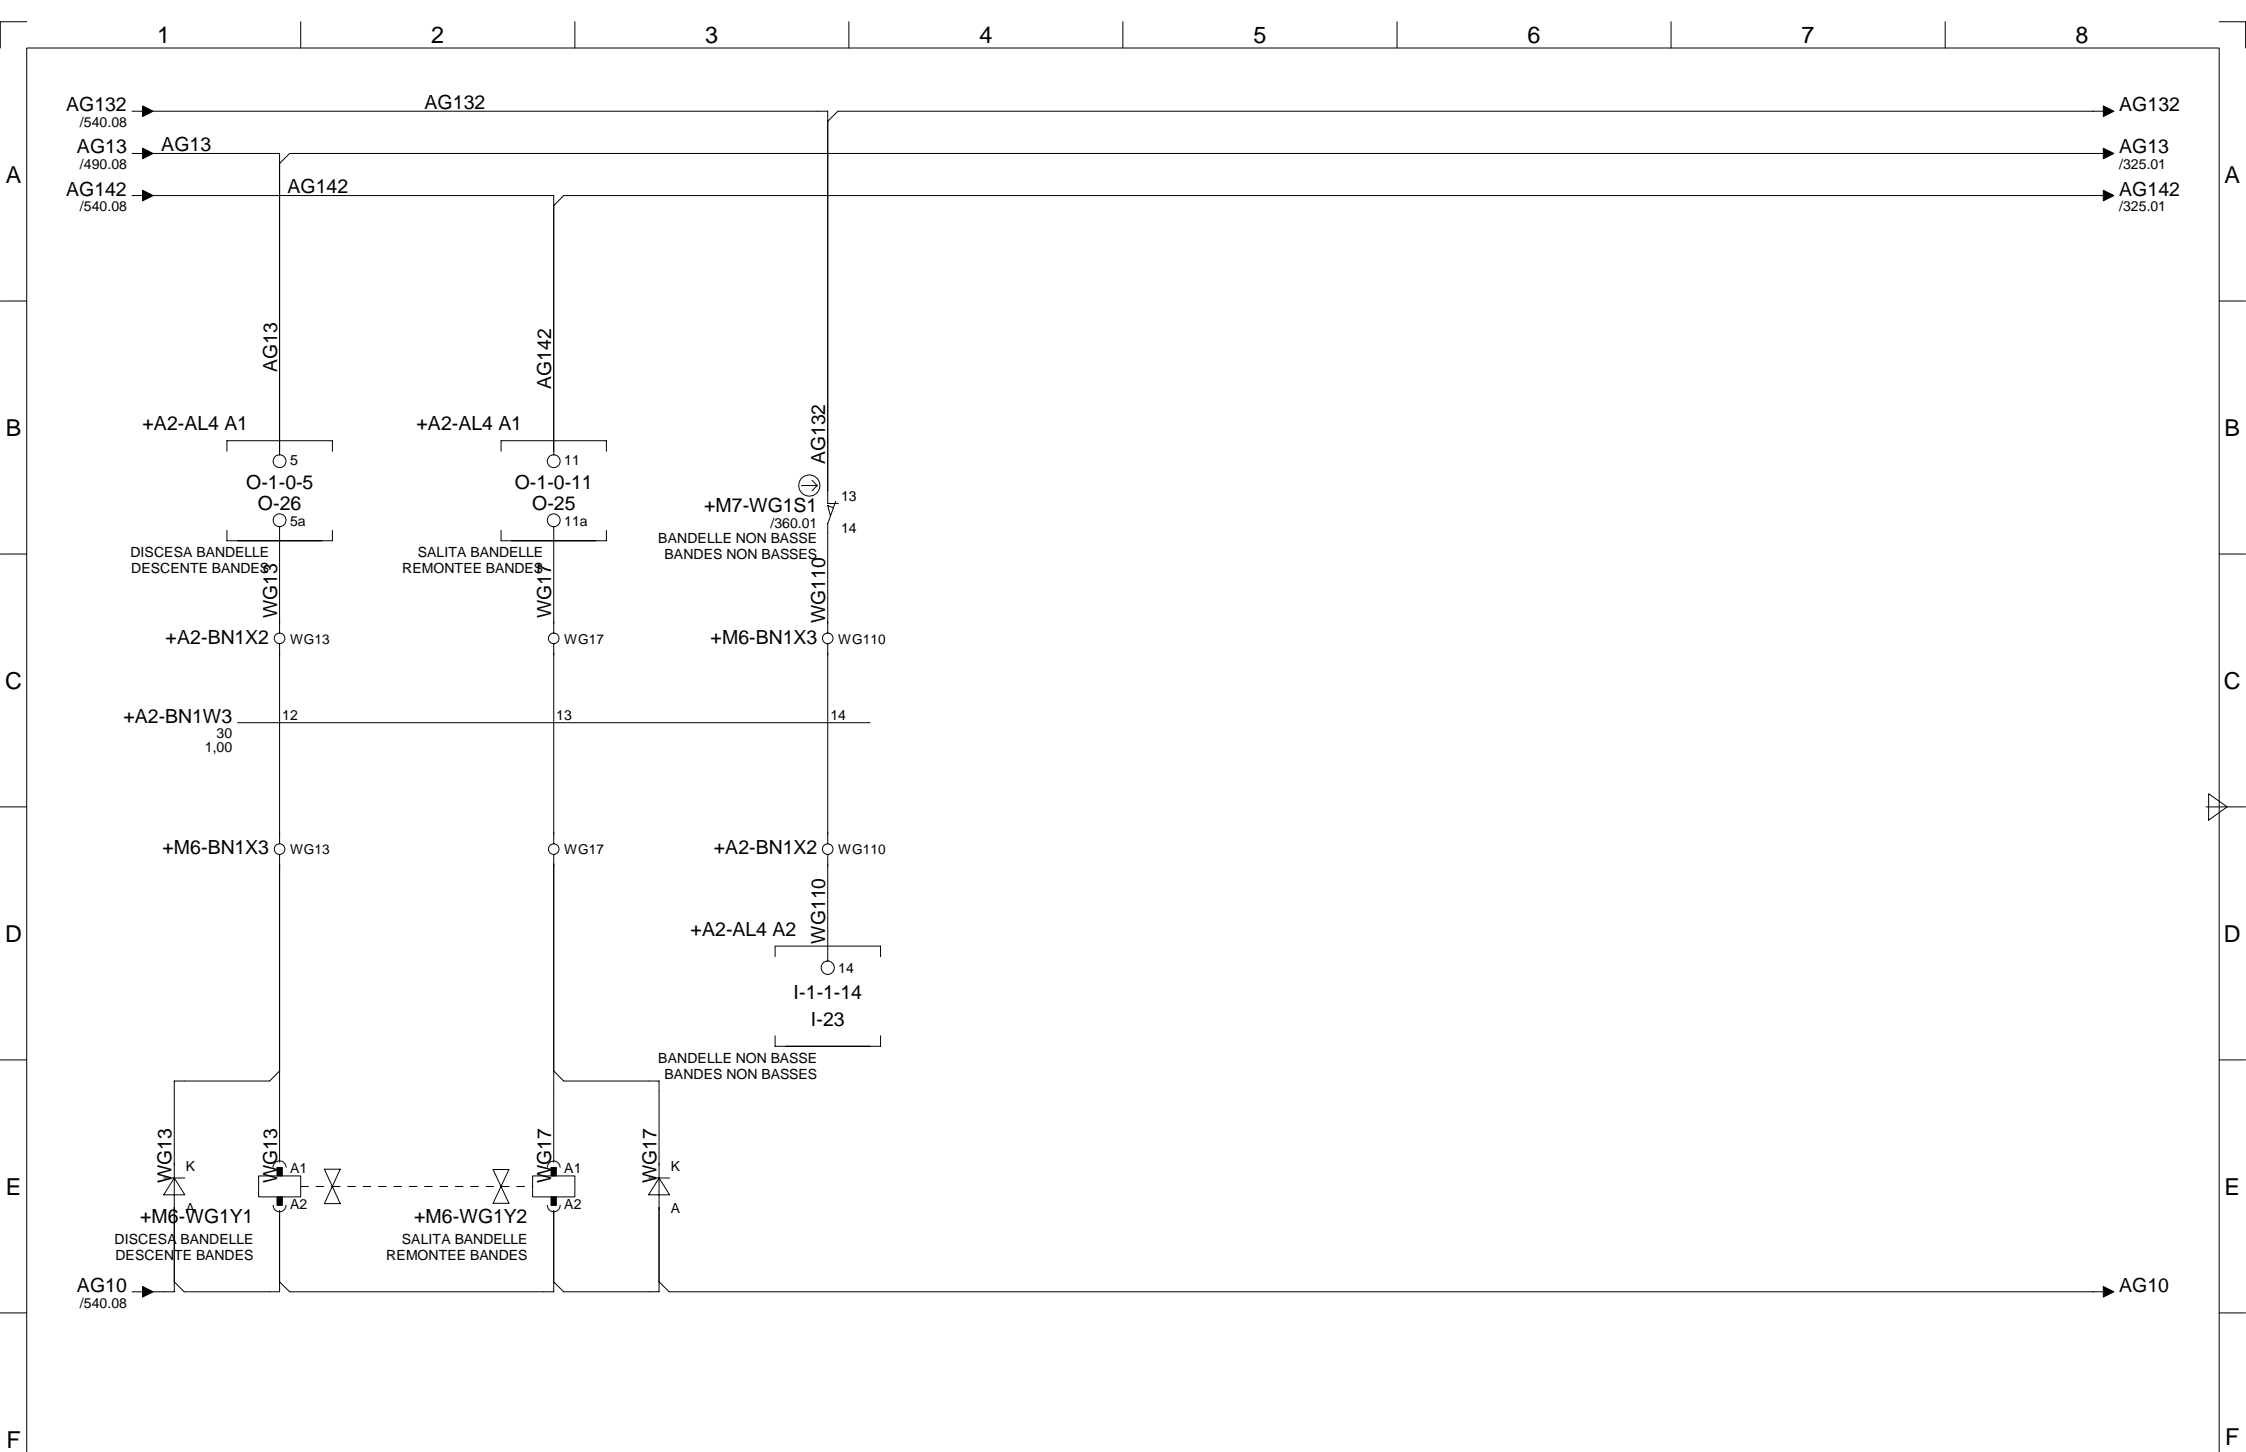 1 2 3 4 5 6 7 8
AG132 AG132 AG132
/540.08
AG13 AG13 AG13
/490.08 /325.01
A A
AG142 AG142 AG142
/540.08 /325.01
AG13 AG142 AG132
B +A2-AL4 A1 +A2-AL4 A1 B
5 11
O-1-0-5 O-1-0-11
O-26 O-25
5a 11a
13
+M7-WG1S1
/360.01
14
BANDELLE NON BASSE
BANDES NON BASSES
DISCESA BANDELLE SALITA BANDELLE
DESCENTE BANDES REMONTEE BANDES
WG13 WG17 WG110
+A2-BN1X2 WG13 WG17 +M6-BN1X3 WG110
C C
+A2-BN1W3 12 13 14
30
1,00
+M6-BN1X3 WG13 WG17 +A2-BN1X2 WG110
WG110
D +A2-AL4 A2 D
14
I-1-1-14
I-23
BANDELLE NON BASSE
BANDES NON BASSES
WG13 WG13 WG17 WG17
K A1 A1 K
E E
A A2 A2 A
+M6-WG1Y1 +M6-WG1Y2
DISCESA BANDELLE SALITA BANDELLE
DESCENTE BANDES REMONTEE BANDES
AG10 AG10
/540.08
F F